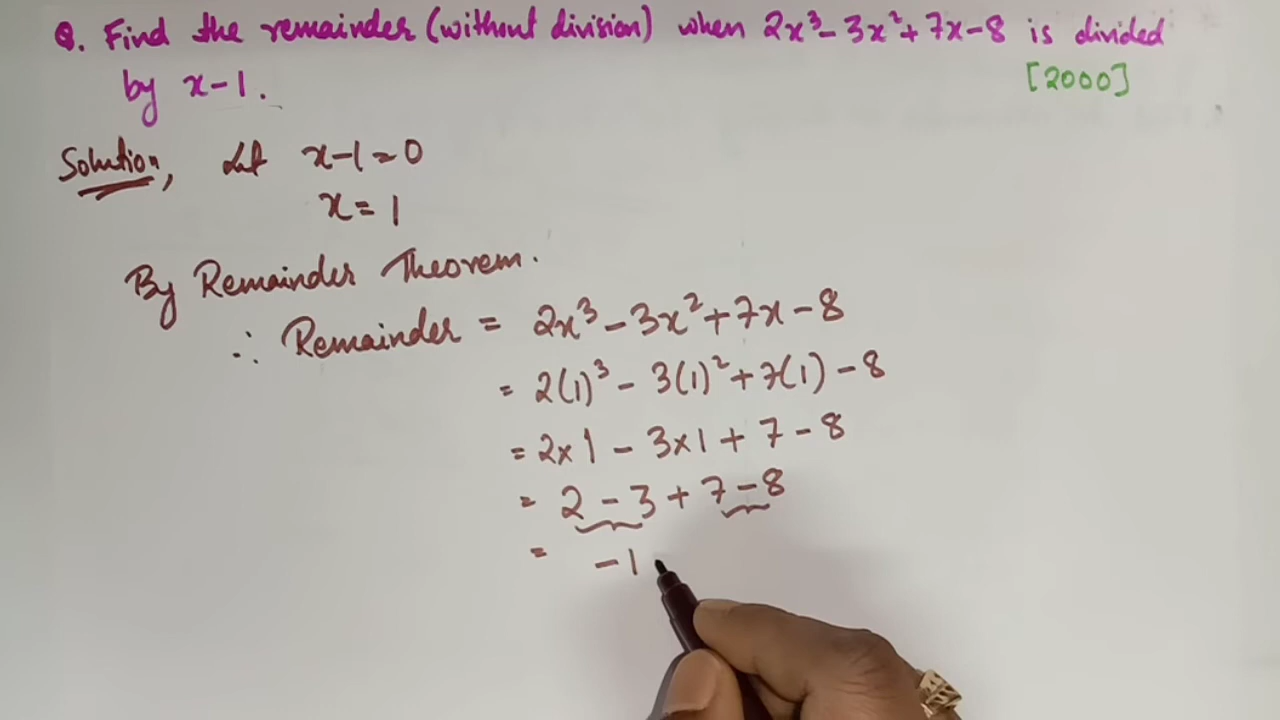 Q. Find the remainder (without division) when 2x³ - 3x² + 7x - 8 is divided
by x - 1.
[2000]
Solution, Let x - 1 = 0
x = 1
By Remainder Theorem.
∴ Remainder = 2x³ - 3x² + 7x - 8
= 2(1)³ - 3(1)² + 7(1) - 8
= 2×1 - 3×1 + 7 - 8
= 2 - 3 + 7 - 8
= -1